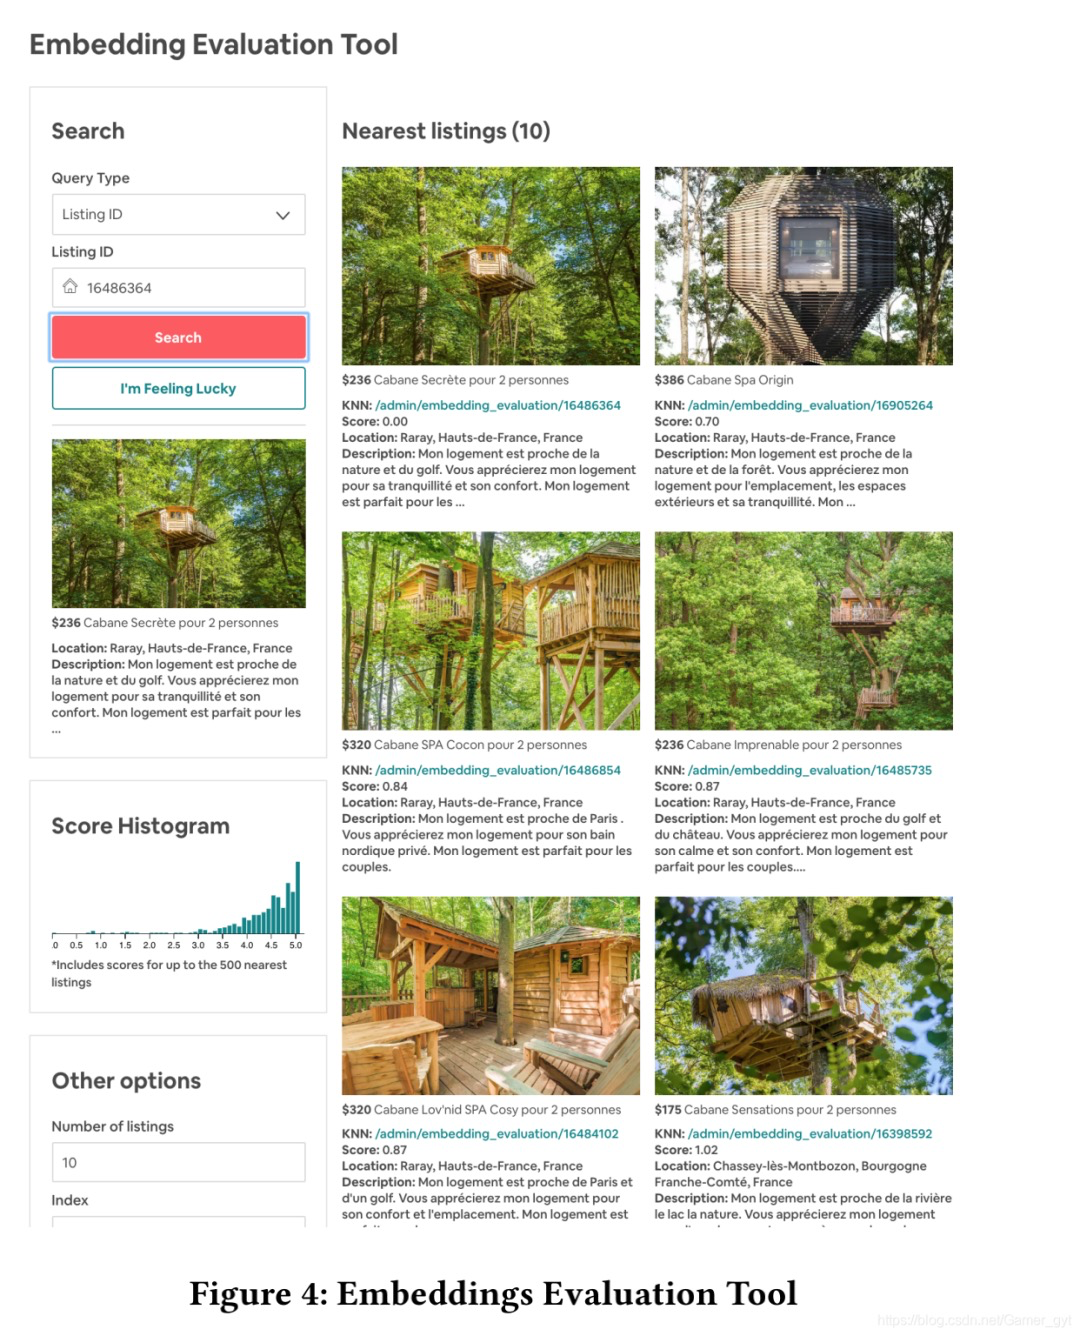 Embedding Evaluation Tool
Search
Query Type
Listing ID
Listing ID
16486364
Search
I'm Feeling Lucky
$236 Cabane Secrète pour 2 personnes
Location: Raray, Hauts-de-France, France
Description: Mon logement est proche de
la nature et du golf. Vous apprécierez mon
logement pour sa tranquillité et son
confort. Mon logement est parfait pour les
...
Score Histogram
.0 0.5 1.0 1.5 2.0 2.5 3.0 3.5 4.0 4.5 5.0
*Includes scores for up to the 500 nearest
listings
Other options
Number of listings
10
Index
Nearest listings (10)
$236 Cabane Secrète pour 2 personnes
KNN: /admin/embedding_evaluation/16486364
Score: 0.00
Location: Raray, Hauts-de-France, France
Description: Mon logement est proche de la
nature et du golf. Vous apprécierez mon logement
pour sa tranquillité et son confort. Mon logement
est parfait pour les ...
$386 Cabane Spa Origin
KNN: /admin/embedding_evaluation/16905264
Score: 0.70
Location: Raray, Hauts-de-France, France
Description: Mon logement est proche de la
nature et de la forêt. Vous apprécierez mon
logement pour l'emplacement, les espaces
extérieurs et sa tranquillité. Mon ...
$320 Cabane SPA Cocon pour 2 personnes
KNN: /admin/embedding_evaluation/16486854
Score: 0.84
Location: Raray, Hauts-de-France, France
Description: Mon logement est proche de Paris .
Vous apprécierez mon logement pour son bain
nordique privé. Mon logement est parfait pour les
couples.
$236 Cabane Imprenable pour 2 personnes
KNN: /admin/embedding_evaluation/16485735
Score: 0.87
Location: Raray, Hauts-de-France, France
Description: Mon logement est proche du golf et
du château. Vous apprécierez mon logement pour
son calme et son confort. Mon logement est
parfait pour les couples....
$320 Cabane Lov'nid SPA Cosy pour 2 personnes
KNN: /admin/embedding_evaluation/16484102
Score: 0.87
Location: Raray, Hauts-de-France, France
Description: Mon logement est proche de Paris et
d'un golf. Vous apprécierez mon logement pour
son confort et l'emplacement. Mon logement est
$175 Cabane Sensations pour 2 personnes
KNN: /admin/embedding_evaluation/16398592
Score: 1.02
Location: Chassey-lès-Montbozon, Bourgogne
Franche-Comté, France
Description: Mon logement est proche de la rivière
le lac la nature. Vous apprécierez mon logement
Figure 4: Embeddings Evaluation Tool
https://blog.csdn.net/Gamer_gyt